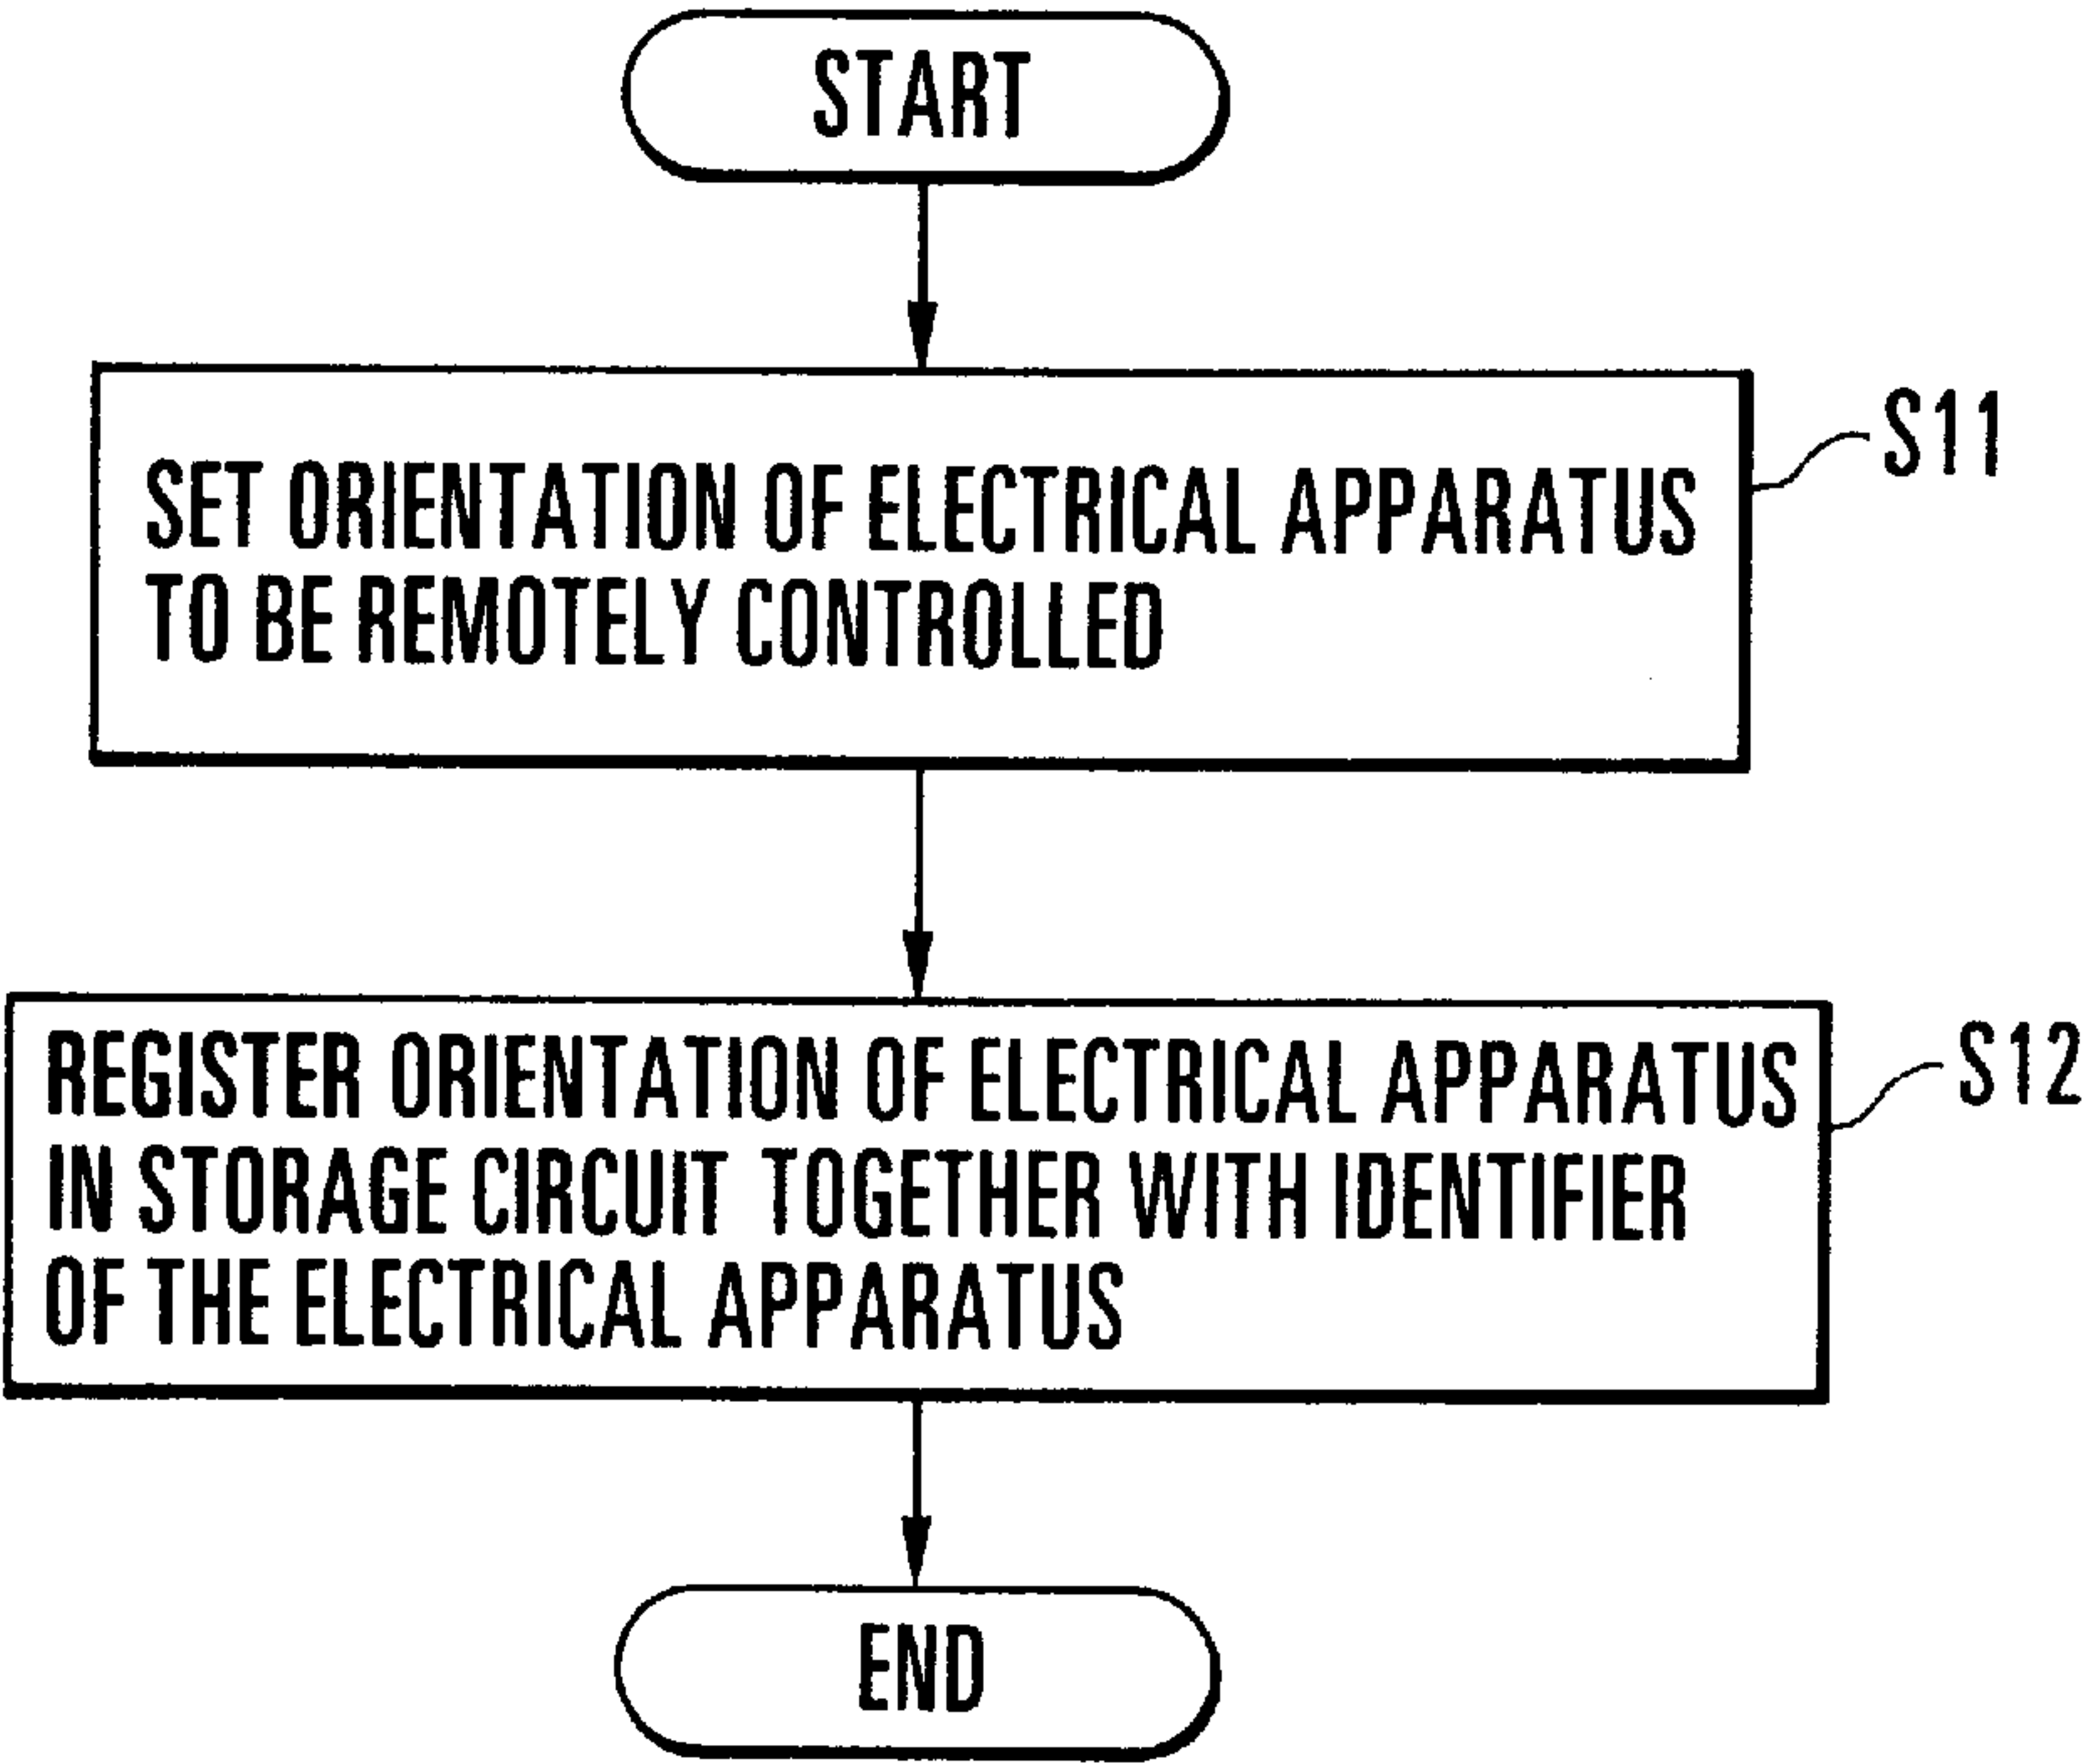 START
S11
SET ORIENTATION OF ELECTRICAL APPARATUS
TO BE REMOTELY CONTROLLED
S12
REGISTER ORIENTATION OF ELECTRICAL APPARATUS
IN STORAGE CIRCUIT TOGETHER WITH IDENTIFIER
OF THE ELECTRICAL APPARATUS
END